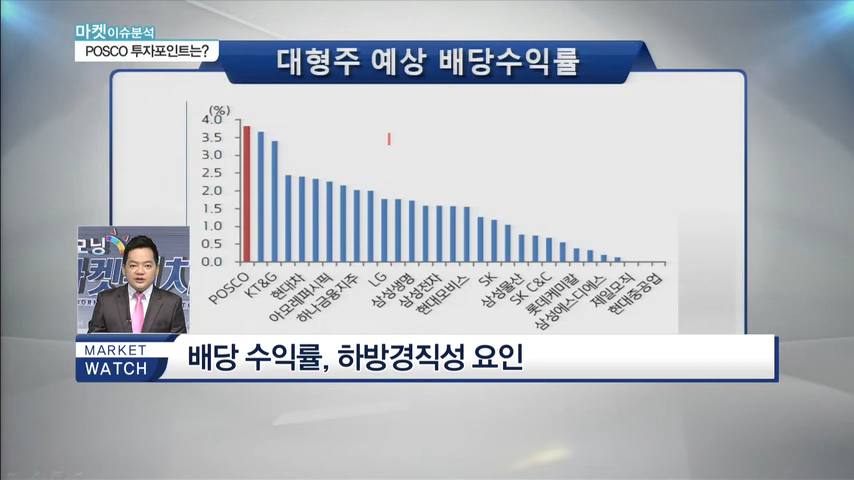 마켓이슈분석
POSCO 투자포인트는?
대형주 예상 배당수익률
(%)
4.0
3.5
3.0
2.5
2.0
1.5
1.0
0.5
0.0
POSCO
KT&G
현대차
아모레퍼시픽
하나금융지주
LG
삼성생명
삼성전자
현대모비스
SK
삼성물산
SK C&C
롯데케미칼
삼성에스디에스
제일모직
현대중공업
모닝
MARKET
WATCH
배당 수익률, 하방경직성 요인